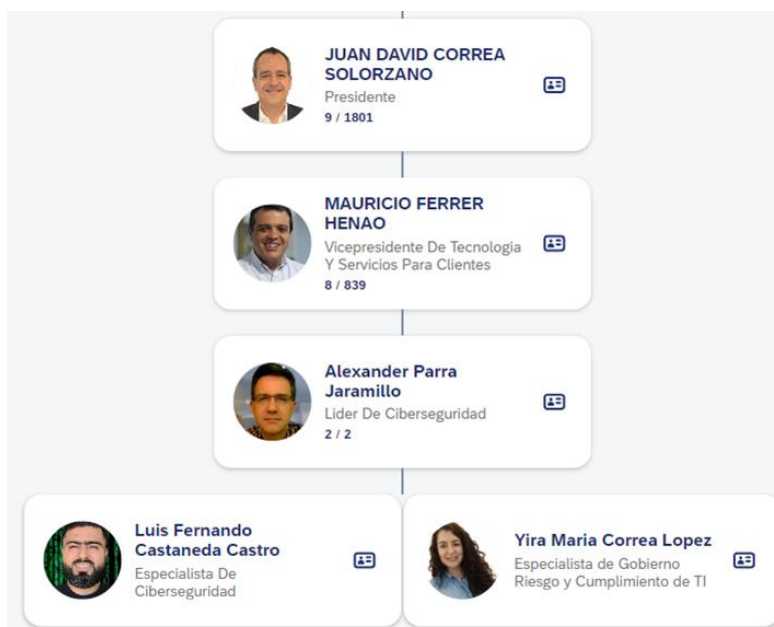 JUAN DAVID CORREA
SOLORZANO
Presidente
9 / 1801
MAURICIO FERRER
HENAO
Vicepresidente De Tecnologia
Y Servicios Para Clientes
8 / 839
Alexander Parra
Jaramillo
Lider De Ciberseguridad
2 / 2
Luis Fernando
Castaneda Castro
Especialista De
Ciberseguridad
Yira Maria Correa Lopez
Especialista de Gobierno
Riesgo y Cumplimiento de TI